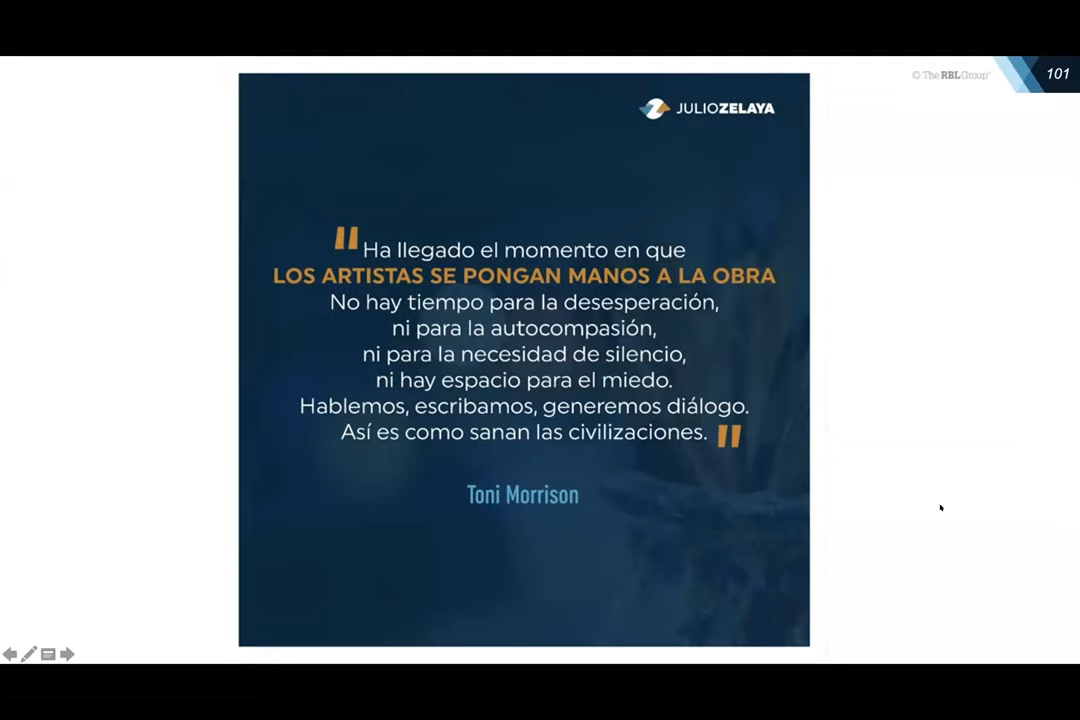 © The RBLGroup®
101
JULIOZELAYA
"Ha llegado el momento en que
LOS ARTISTAS SE PONGAN MANOS A LA OBRA
No hay tiempo para la desesperación,
ni para la autocompasión,
ni para la necesidad de silencio,
ni hay espacio para el miedo.
Hablemos, escribamos, generemos diálogo.
Así es como sanan las civilizaciones."
Toni Morrison